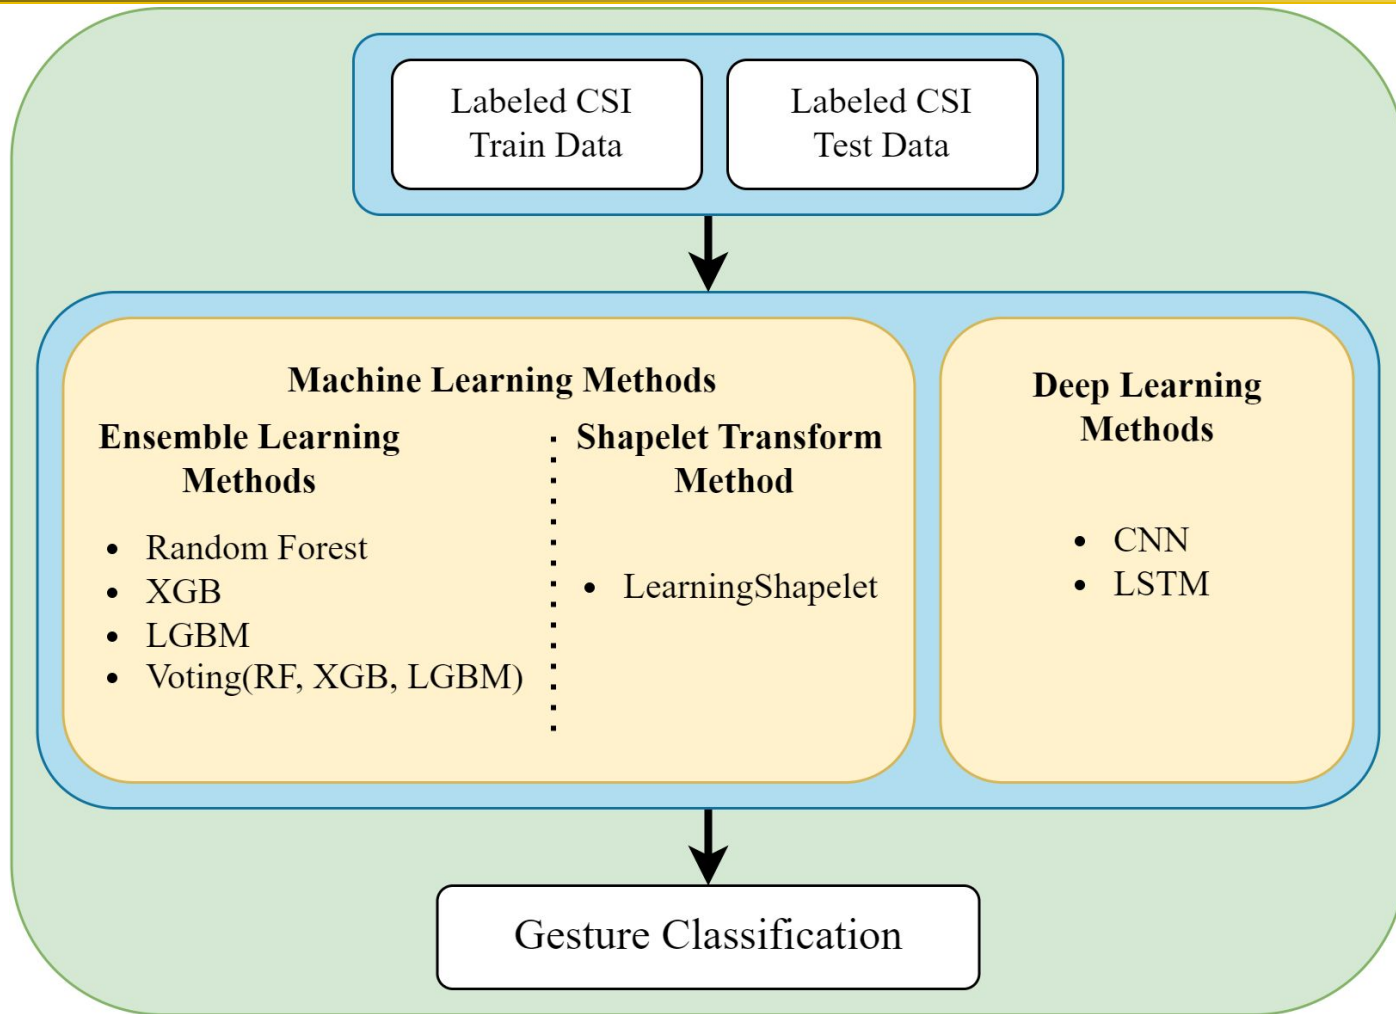 Labeled CSI
Train Data
Labeled CSI
Test Data
Machine Learning Methods
Ensemble Learning
Methods
• Random Forest
• XGB
• LGBM
• Voting(RF, XGB, LGBM)
Shapelet Transform
Method
• LearningShapelet
Deep Learning
Methods
• CNN
• LSTM
Gesture Classification